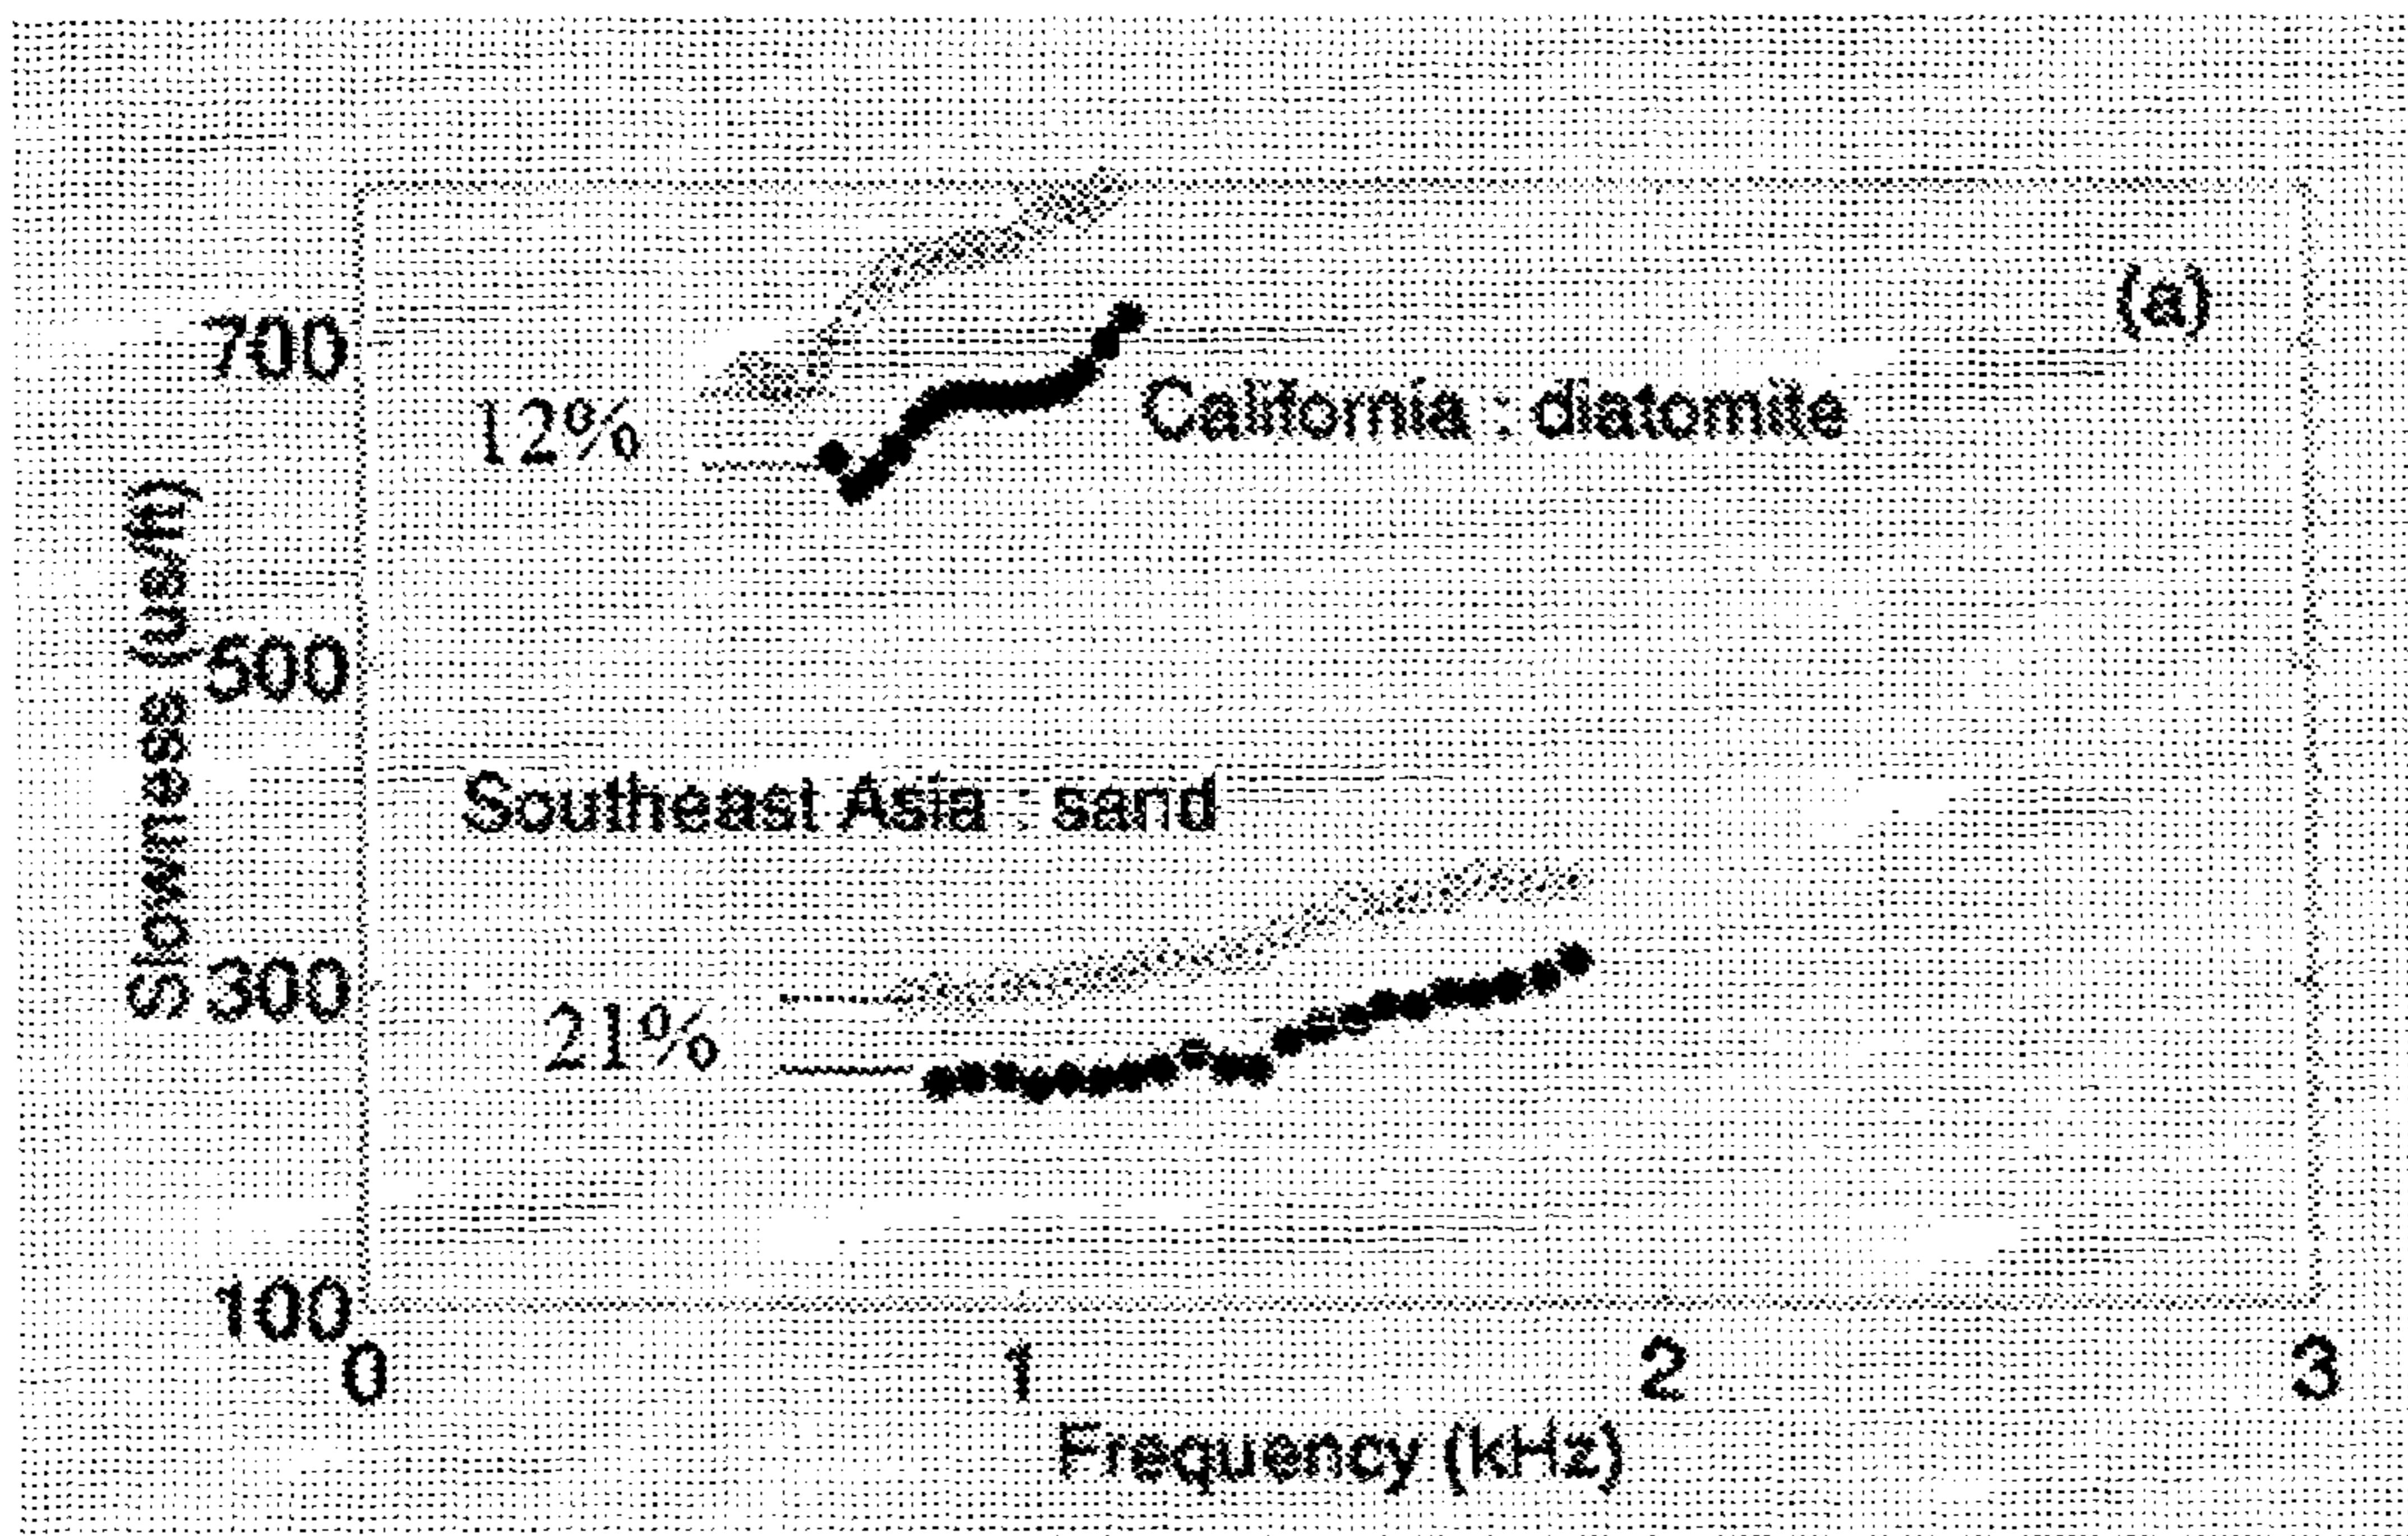 (a)
700
12%
California : diatomite
Slowness (us/ft)
500
Southeast Asia : sand
300
21%
100
0 1 2 3
Frequency (kHz)